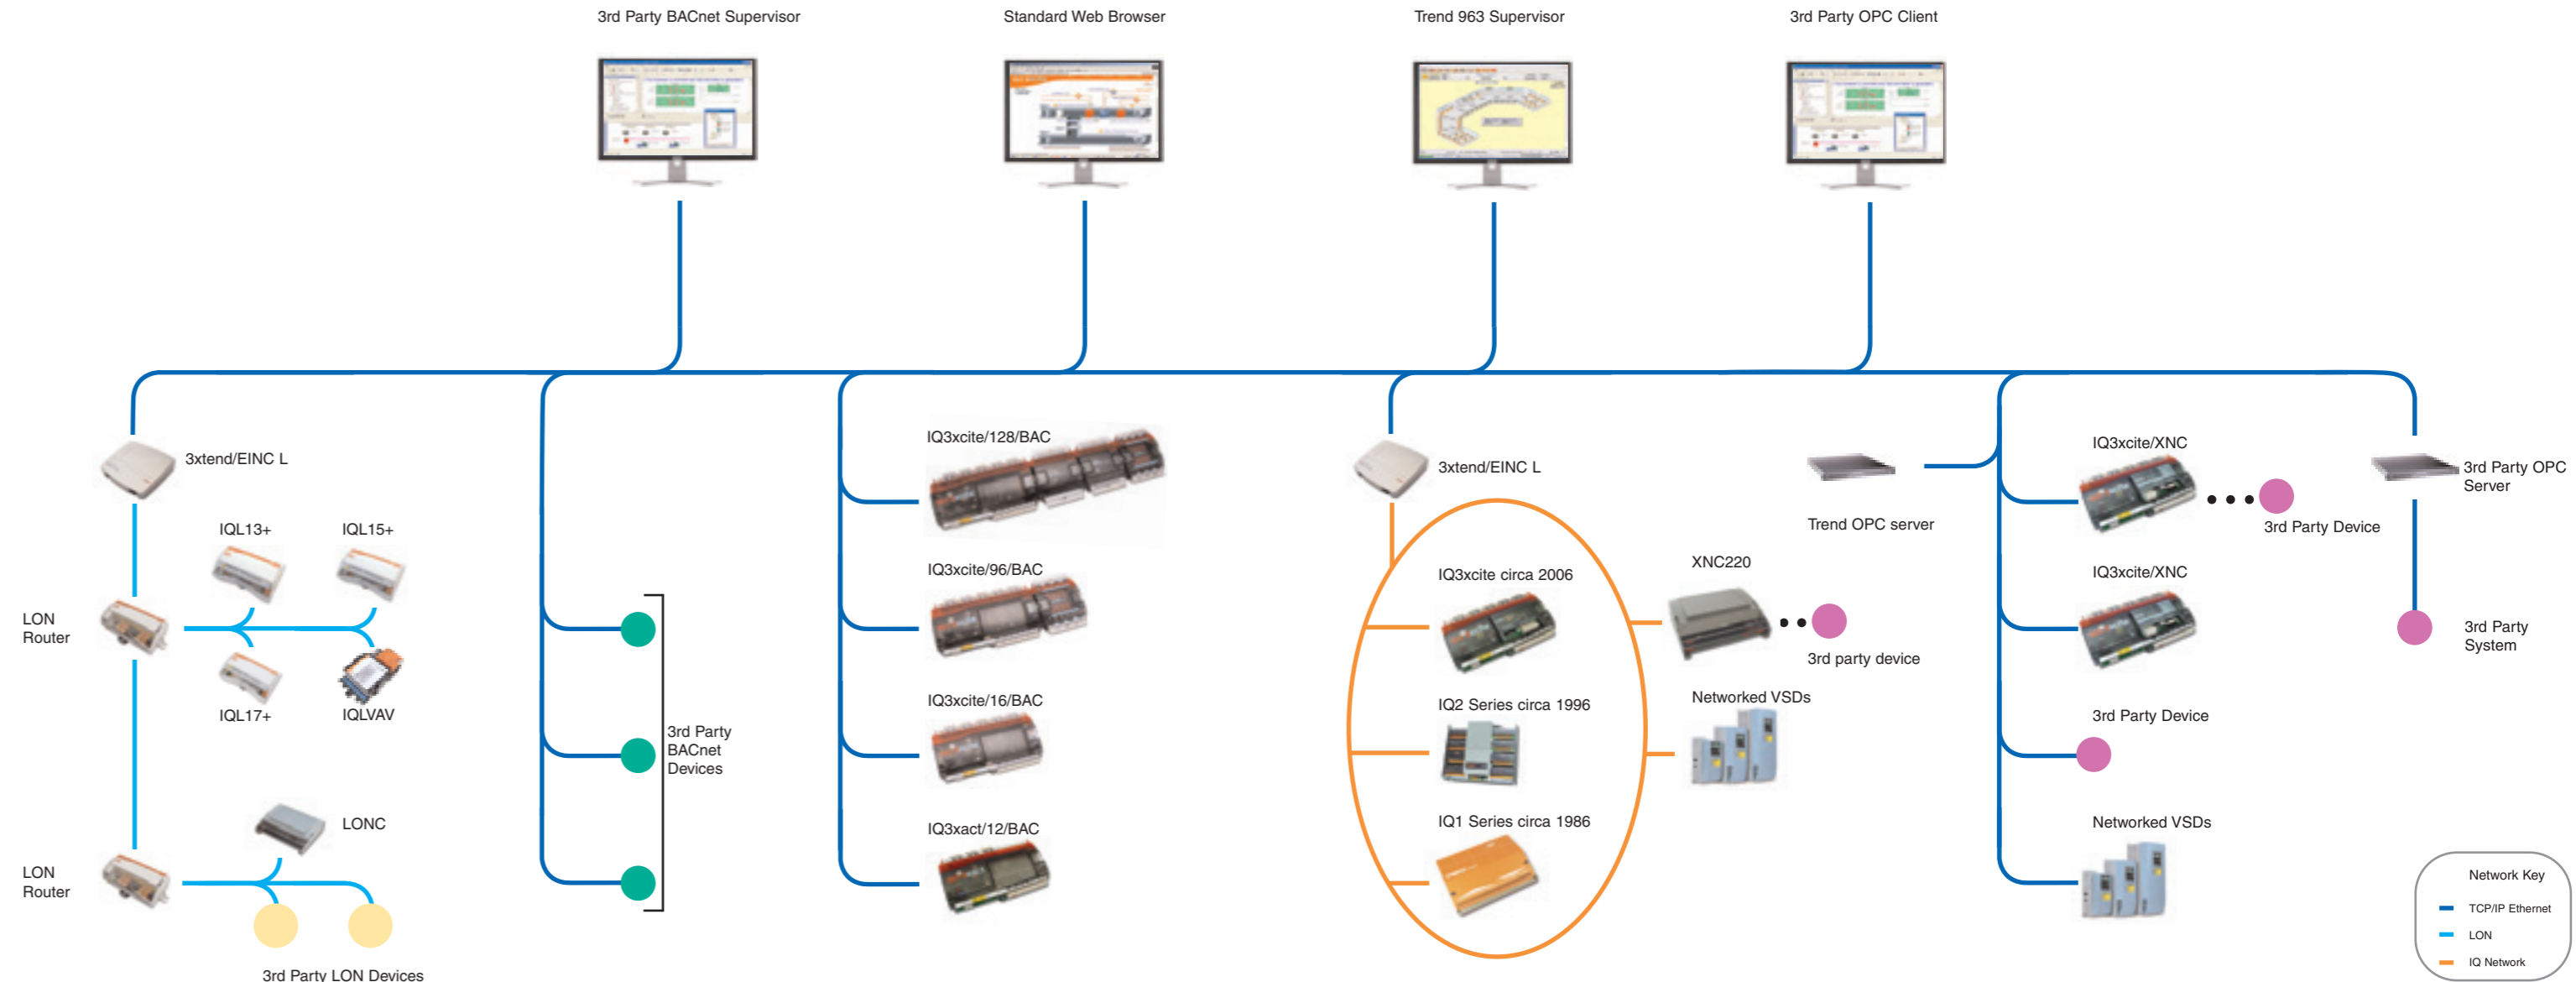 3rd Party BACnet Supervisor
Standard Web Browser
Trend 963 Supervisor
3rd Party OPC Client
3xtend/EINC L
IQL13+
IQL15+
LON
Router
IQL17+
IQLVAV
LONC
LON
Router
3rd Party LON Devices
3rd Party
BACnet
Devices
IQ3xcite/128/BAC
IQ3xcite/96/BAC
IQ3xcite/16/BAC
IQ3xact/12/BAC
3xtend/EINC L
IQ3xcite circa 2006
IQ2 Series circa 1996
IQ1 Series circa 1986
XNC220
3rd party device
Networked VSDs
Trend OPC server
IQ3xcite/XNC
3rd Party Device
IQ3xcite/XNC
3rd Party Device
Networked VSDs
3rd Party OPC
Server
3rd Party
System
Network Key
TCP/IP Ethernet
LON
IQ Network